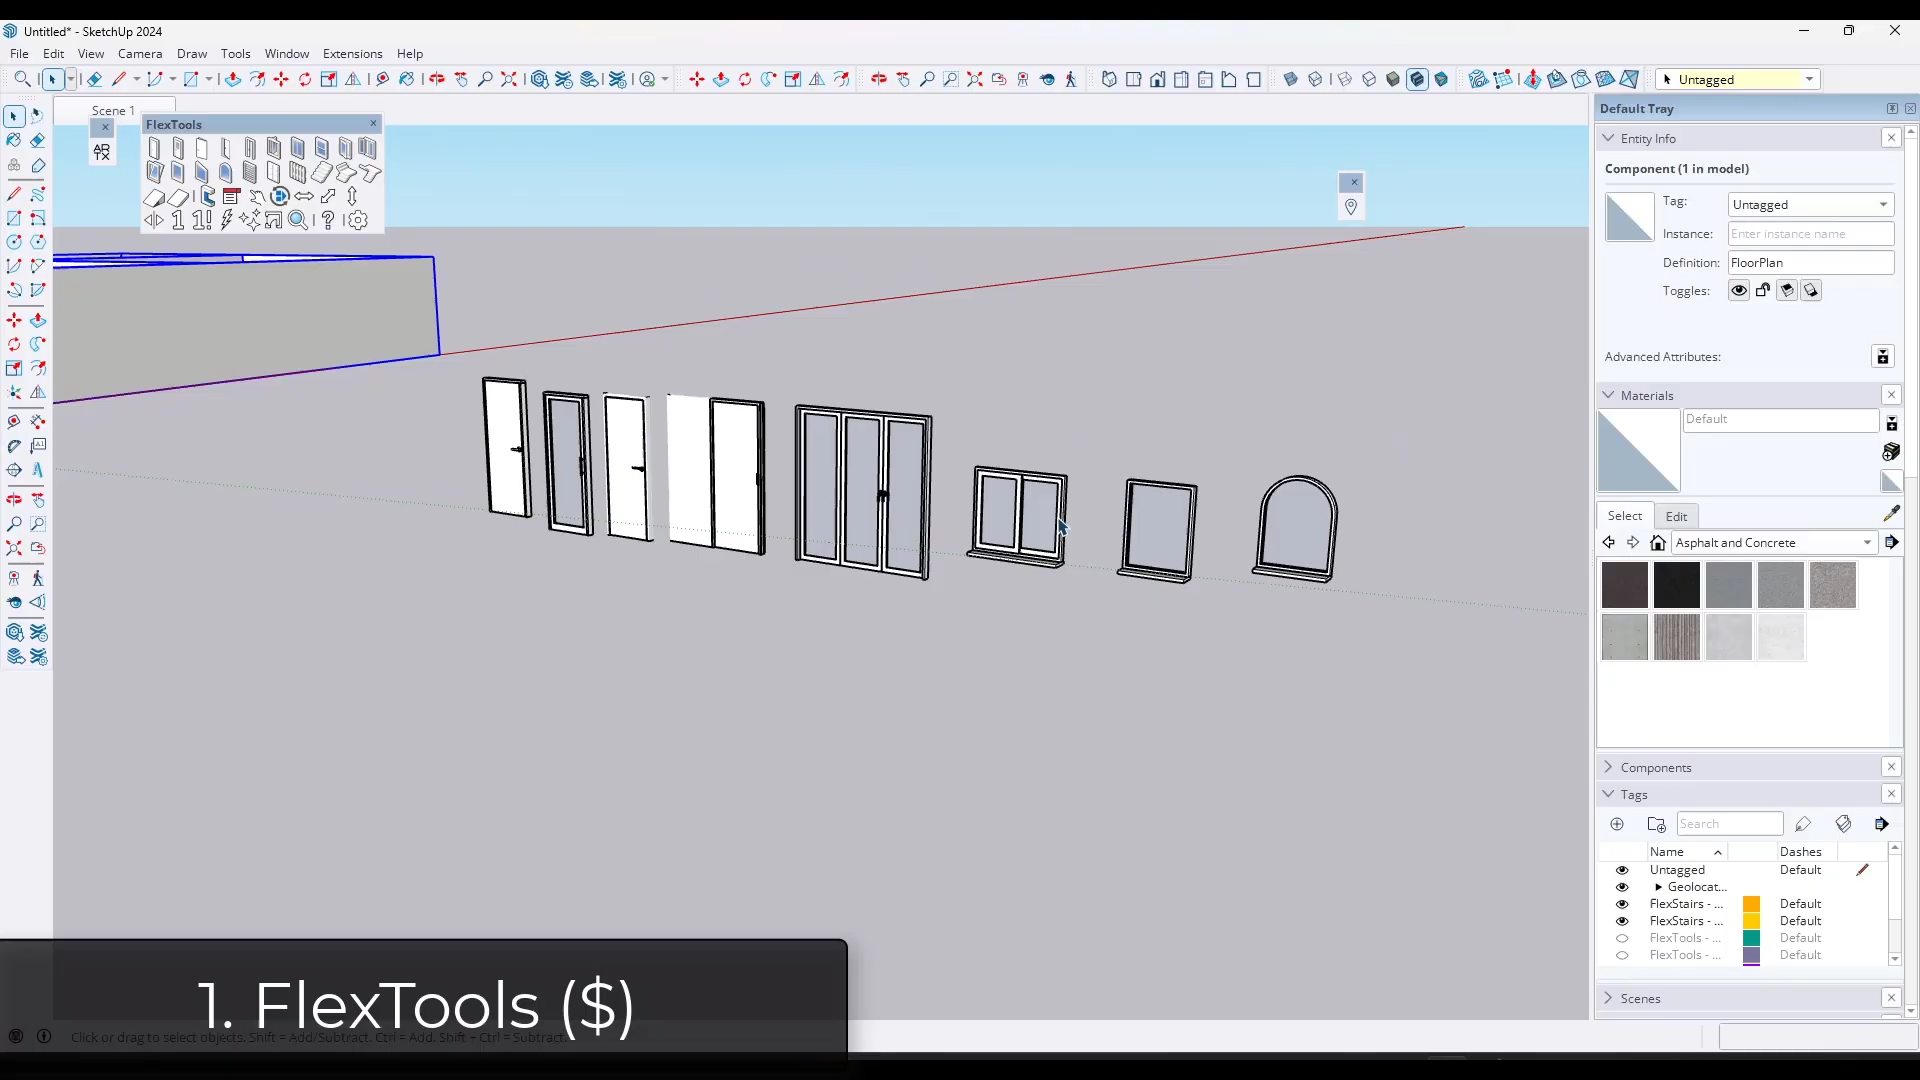 Untitled* - SketchUp 2024
File Edit View Camera Draw Tools Window Extensions Help
Untagged
Scene 1
FlexTools
Default Tray
Entity Info
Component (1 in model)
Tag: Untagged
Instance: Enter instance name
Definition: FloorPlan
Toggles:
Advanced Attributes:
Materials
Default
Select Edit
Asphalt and Concrete
Components
Tags
Search
Name Dashes
Untagged Default
Geolocat...
FlexStairs - ... Default
FlexStairs - ... Default
FlexTools - ... Default
FlexTools - ... Default
Scenes
1. FlexTools ($)
Click or drag to select objects. Shift = Add/Subtract. Ctrl = Add. Shift + Ctrl = Subtract.